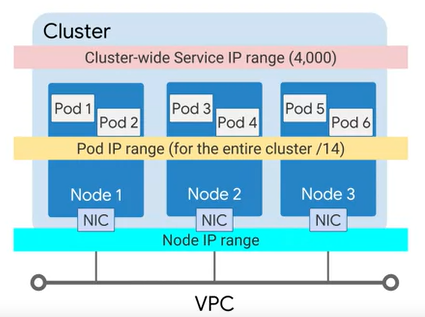 Cluster
Cluster-wide Service IP range (4,000)
Pod 1
Pod 2
Pod 3
Pod 4
Pod 5
Pod 6
Pod IP range (for the entire cluster /14)
Node 1
Node 2
Node 3
NIC
NIC
NIC
Node IP range
VPC